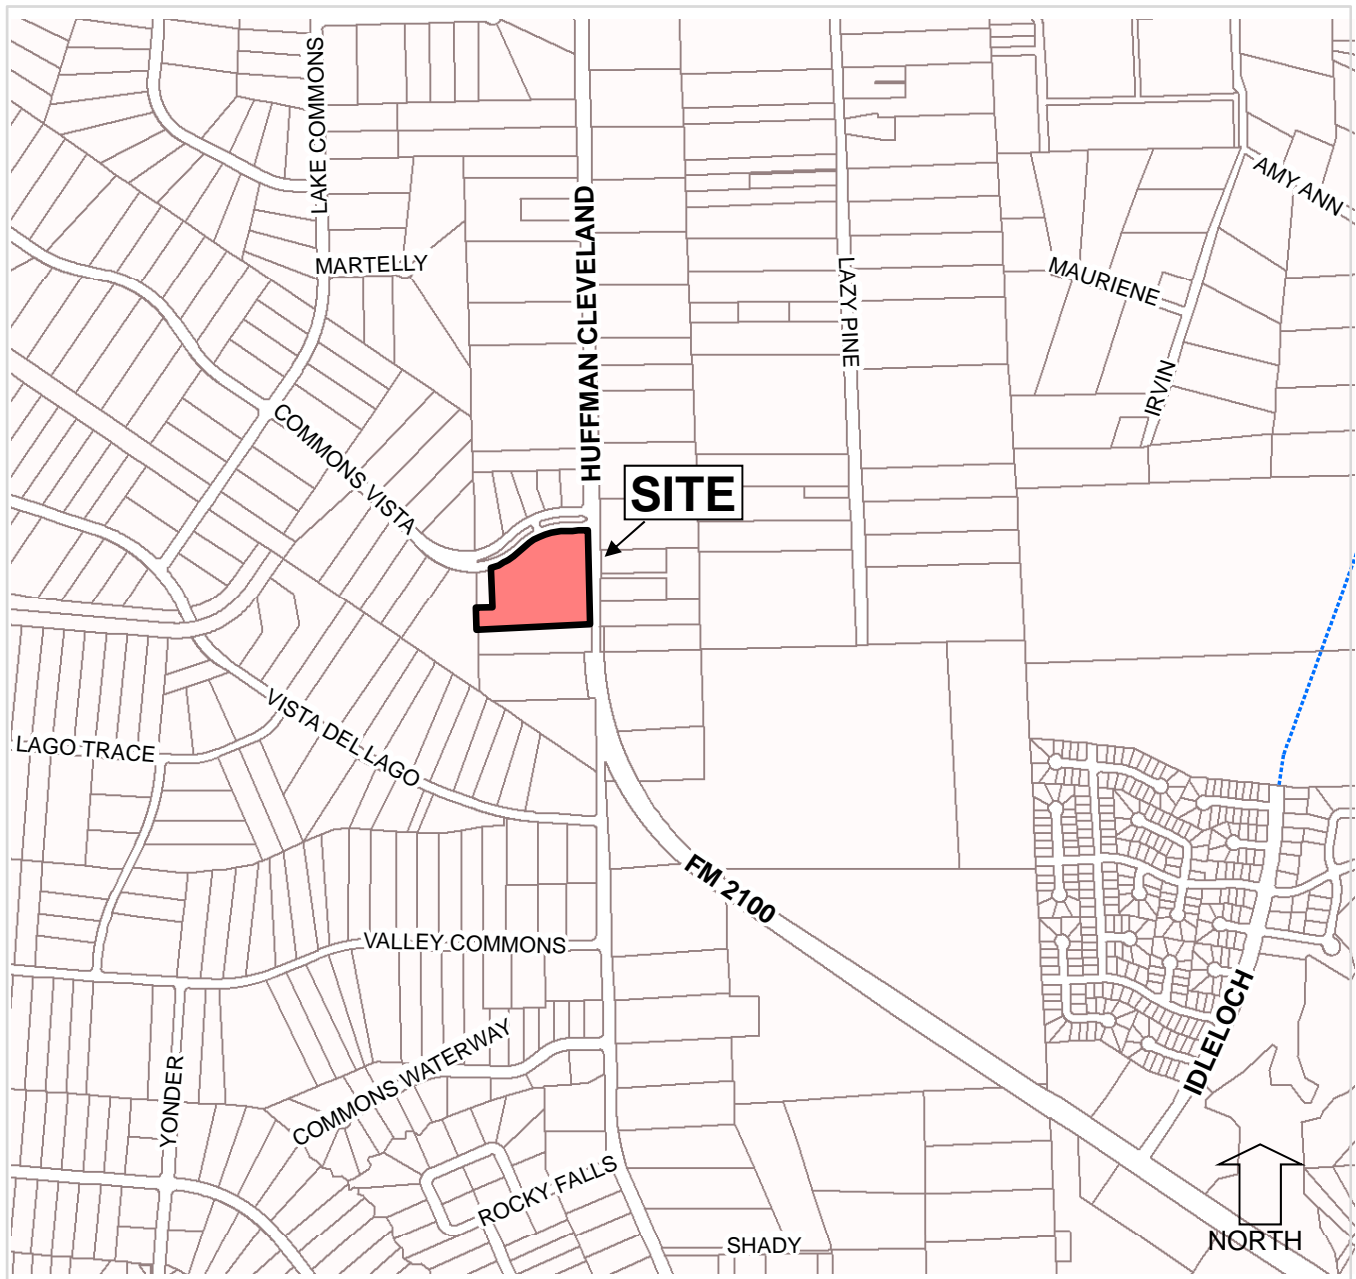 LAKE COMMONS
AMY ANN
HUFFMAN CLEVELAND
MARTELLY
LAZY PINE
MAURIENE
IRVIN
COMMONS VISTA
SITE
VISTA DEL LAGO
LAGO TRACE
FM 2100
VALLEY COMMONS
IDLELOCH
COMMONS WATERWAY
YONDER
ROCKY FALLS
SHADY
NORTH